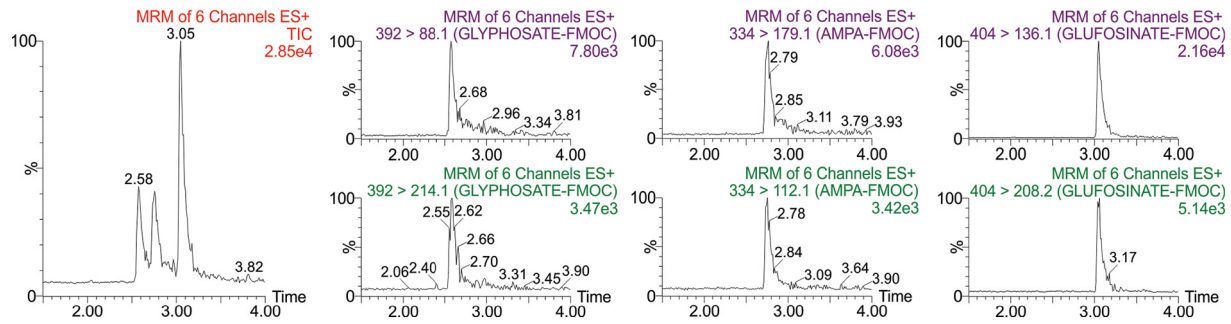 MRM of 6 Channels ES+
TIC
2.85e4
3.05
100
%
2.58
3.82
0
2.00
3.00
4.00
Time
MRM of 6 Channels ES+
392 > 88.1 (GLYPHOSATE-FMOC)
7.80e3
100
%
2.68
2.96
3.34
3.81
0
2.00
3.00
4.00
MRM of 6 Channels ES+
392 > 214.1 (GLYPHOSATE-FMOC)
3.47e3
100
%
2.55
2.62
2.66
2.70
2.06
2.40
3.31
3.45
3.90
0
2.00
3.00
4.00
Time
MRM of 6 Channels ES+
334 > 179.1 (AMPA-FMOC)
6.08e3
100
%
2.79
2.85
3.11
3.79
3.93
0
2.00
3.00
4.00
MRM of 6 Channels ES+
334 > 112.1 (AMPA-FMOC)
3.42e3
100
%
2.78
2.84
3.09
3.64
3.90
0
2.00
3.00
4.00
Time
MRM of 6 Channels ES+
404 > 136.1 (GLUFOSINATE-FMOC)
2.16e4
100
%
0
2.00
3.00
4.00
MRM of 6 Channels ES+
404 > 208.2 (GLUFOSINATE-FMOC)
5.14e3
100
%
3.17
0
2.00
3.00
4.00
Time